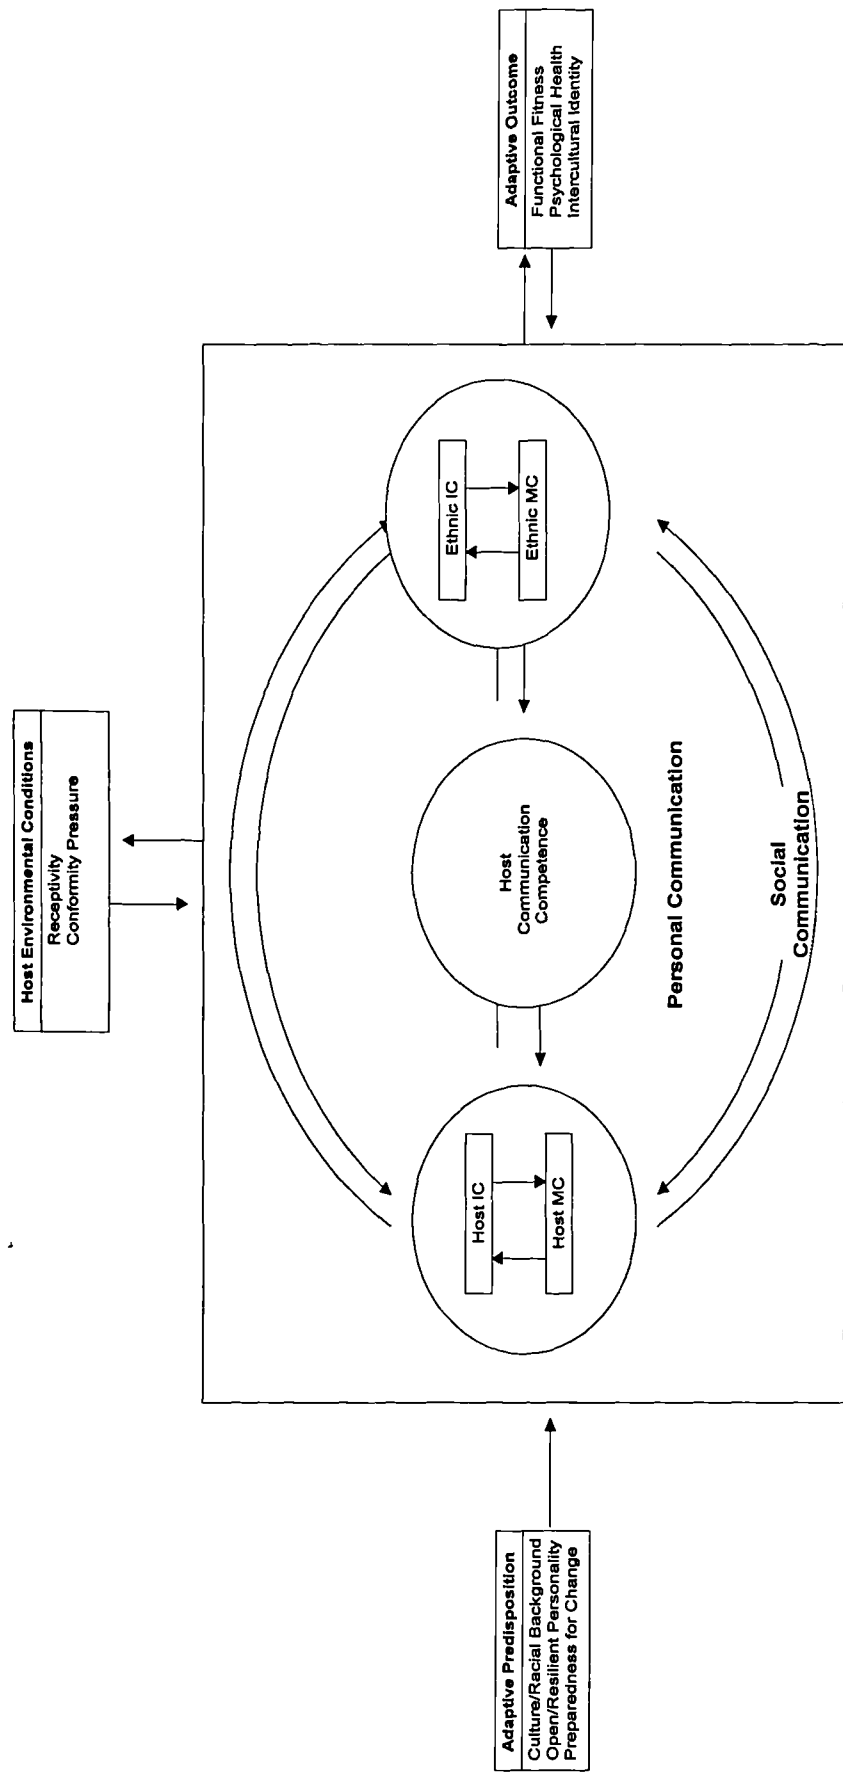 Host Environmental Conditions
Receptivity
Conformity Pressure
Adaptive Predisposition
Culture/Racial Background
Open/Resilient Personality
Preparedness for Change
Host IC
Host MC
Host
Communication
Competence
Ethnic IC
Ethnic MC
Personal Communication
Social
Communication
Adaptive Outcome
Functional Fitness
Psychological Health
Intercultural Identity